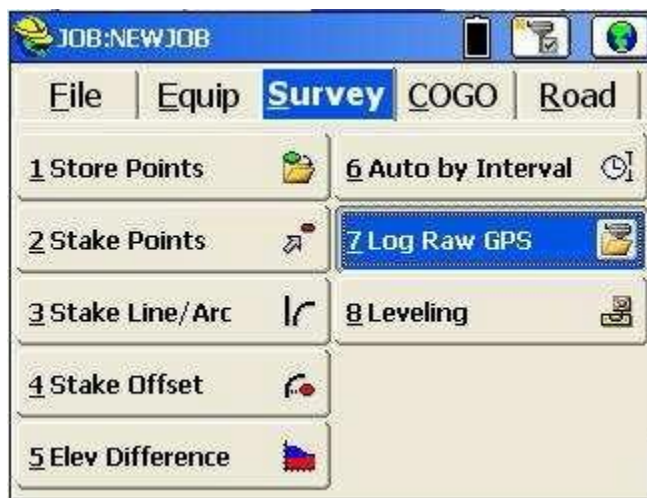 JOB:NEWJOB
File Equip Survey COGO Road
1 Store Points
6 Auto by Interval
2 Stake Points
7 Log Raw GPS
3 Stake Line/Arc
8 Leveling
4 Stake Offset
5 Elev Difference